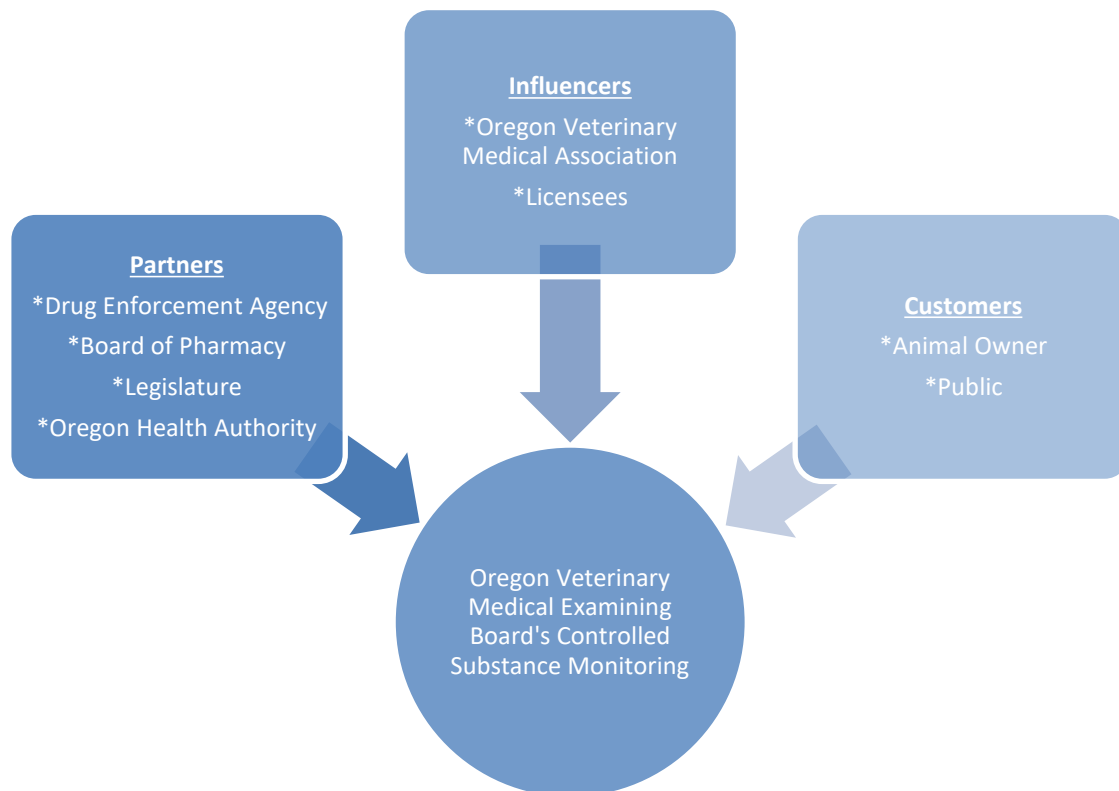 Influencers
*Oregon Veterinary
Medical Association
*Licensees
Partners
*Drug Enforcement Agency
*Board of Pharmacy
*Legislature
*Oregon Health Authority
Customers
*Animal Owner
*Public
Oregon Veterinary
Medical Examining
Board's Controlled
Substance Monitoring